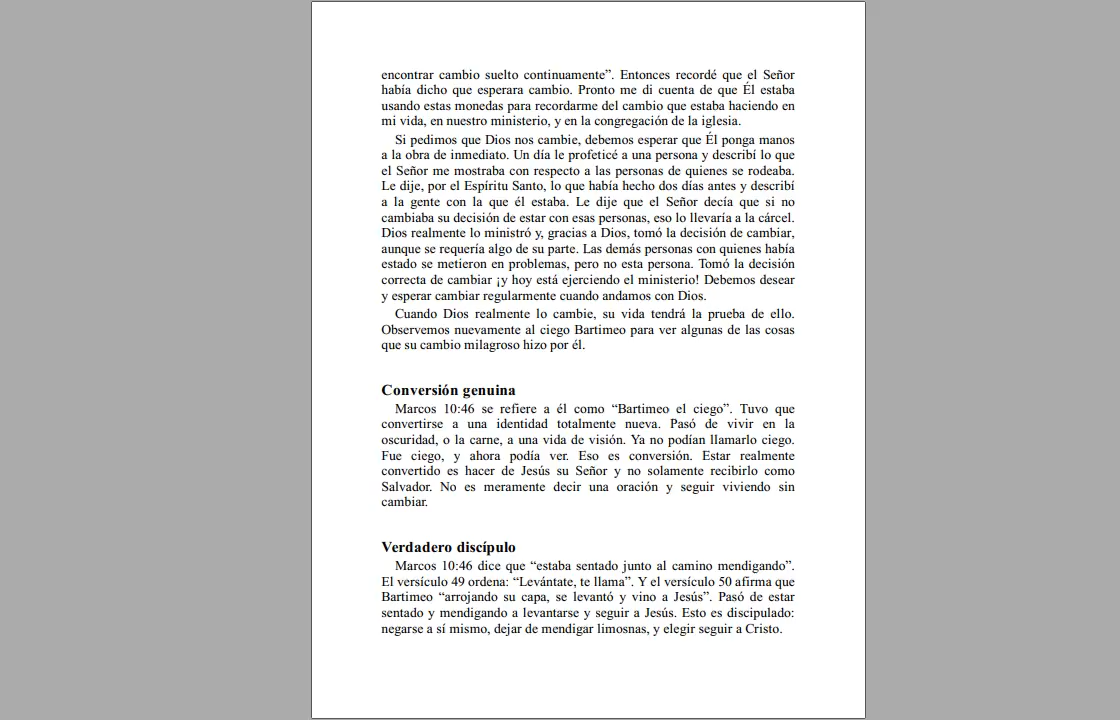 encontrar cambio suelto continuamente”. Entonces recordé que el Señor
había dicho que esperara cambio. Pronto me di cuenta de que Él estaba
usando estas monedas para recordarme del cambio que estaba haciendo en
mi vida, en nuestro ministerio, y en la congregación de la iglesia.
Si pedimos que Dios nos cambie, debemos esperar que Él ponga manos
a la obra de inmediato. Un día le profeticé a una persona y describí lo que
el Señor me mostraba con respecto a las personas de quienes se rodeaba.
Le dije, por el Espíritu Santo, lo que había hecho dos días antes y describí
a la gente con la que él estaba. Le dije que el Señor decía que si no
cambiaba su decisión de estar con esas personas, eso lo llevaría a la cárcel.
Dios realmente lo ministró y, gracias a Dios, tomó la decisión de cambiar,
aunque se requería algo de su parte. Las demás personas con quienes había
estado se metieron en problemas, pero no esta persona. Tomó la decisión
correcta de cambiar ¡y hoy está ejerciendo el ministerio! Debemos desear
y esperar cambiar regularmente cuando andamos con Dios.
Cuando Dios realmente lo cambie, su vida tendrá la prueba de ello.
Observemos nuevamente al ciego Bartimeo para ver algunas de las cosas
que su cambio milagroso hizo por él.
Conversión genuina
Marcos 10:46 se refiere a él como “Bartimeo el ciego”. Tuvo que
convertirse a una identidad totalmente nueva. Pasó de vivir en la
oscuridad, o la carne, a una vida de visión. Ya no podían llamarlo ciego.
Fue ciego, y ahora podía ver. Eso es conversión. Estar realmente
convertido es hacer de Jesús su Señor y no solamente recibirlo como
Salvador. No es meramente decir una oración y seguir viviendo sin
cambiar.
Verdadero discípulo
Marcos 10:46 dice que “estaba sentado junto al camino mendigando”.
El versículo 49 ordena: “Levántate, te llama”. Y el versículo 50 afirma que
Bartimeo “arrojando su capa, se levantó y vino a Jesús”. Pasó de estar
sentado y mendigando a levantarse y seguir a Jesús. Esto es discipulado:
negarse a sí mismo, dejar de mendigar limosnas, y elegir seguir a Cristo.